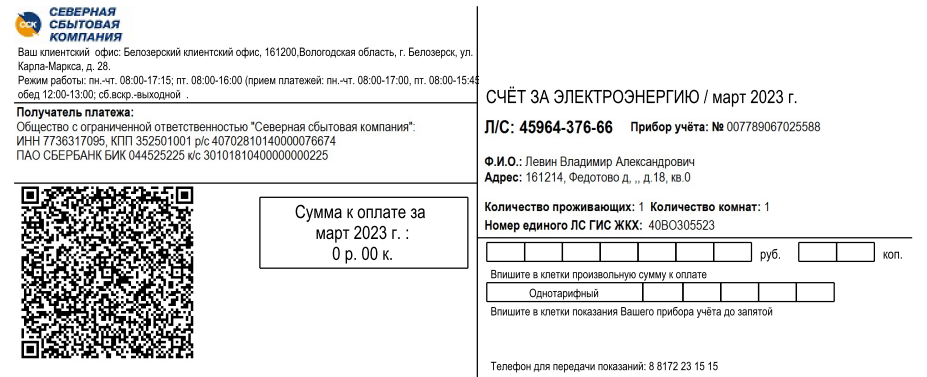 ССК
СЕВЕРНАЯ
СБЫТОВАЯ
КОМПАНИЯ
Ваш клиентский офис: Белозерский клиентский офис, 161200,Вологодская область, г. Белозерск, ул.
Карла-Маркса, д. 28.
Режим работы: пн.-чт. 08:00-17:15; пт. 08:00-16:00 (прием платежей: пн.-чт. 08:00-17:00, пт. 08:00-15:45
обед 12:00-13:00; сб.вскр.-выходной .
Получатель платежа:
Общество с ограниченной ответственностью "Северная сбытовая компания":
ИНН 7736317095, КПП 352501001 р/с 40702810140000076674
ПАО СБЕРБАНК БИК 044525225 к/с 30101810400000000225
Сумма к оплате за
март 2023 г. :
0 р. 00 к.
СЧЁТ ЗА ЭЛЕКТРОЭНЕРГИЮ / март 2023 г.
Л/С: 45964-376-66 Прибор учёта: № 007789067025588
Ф.И.О.: Левин Владимир Александрович
Адрес: 161214, Федотово д, ,, д.18, кв.0
Количество проживающих: 1 Количество комнат: 1
Номер единого ЛС ГИС ЖКХ: 40ВО305523
руб. коп.
Впишите в клетки произвольную сумму к оплате
Однотарифный
Впишите в клетки показания Вашего прибора учёта до запятой
Телефон для передачи показаний: 8 8172 23 15 15